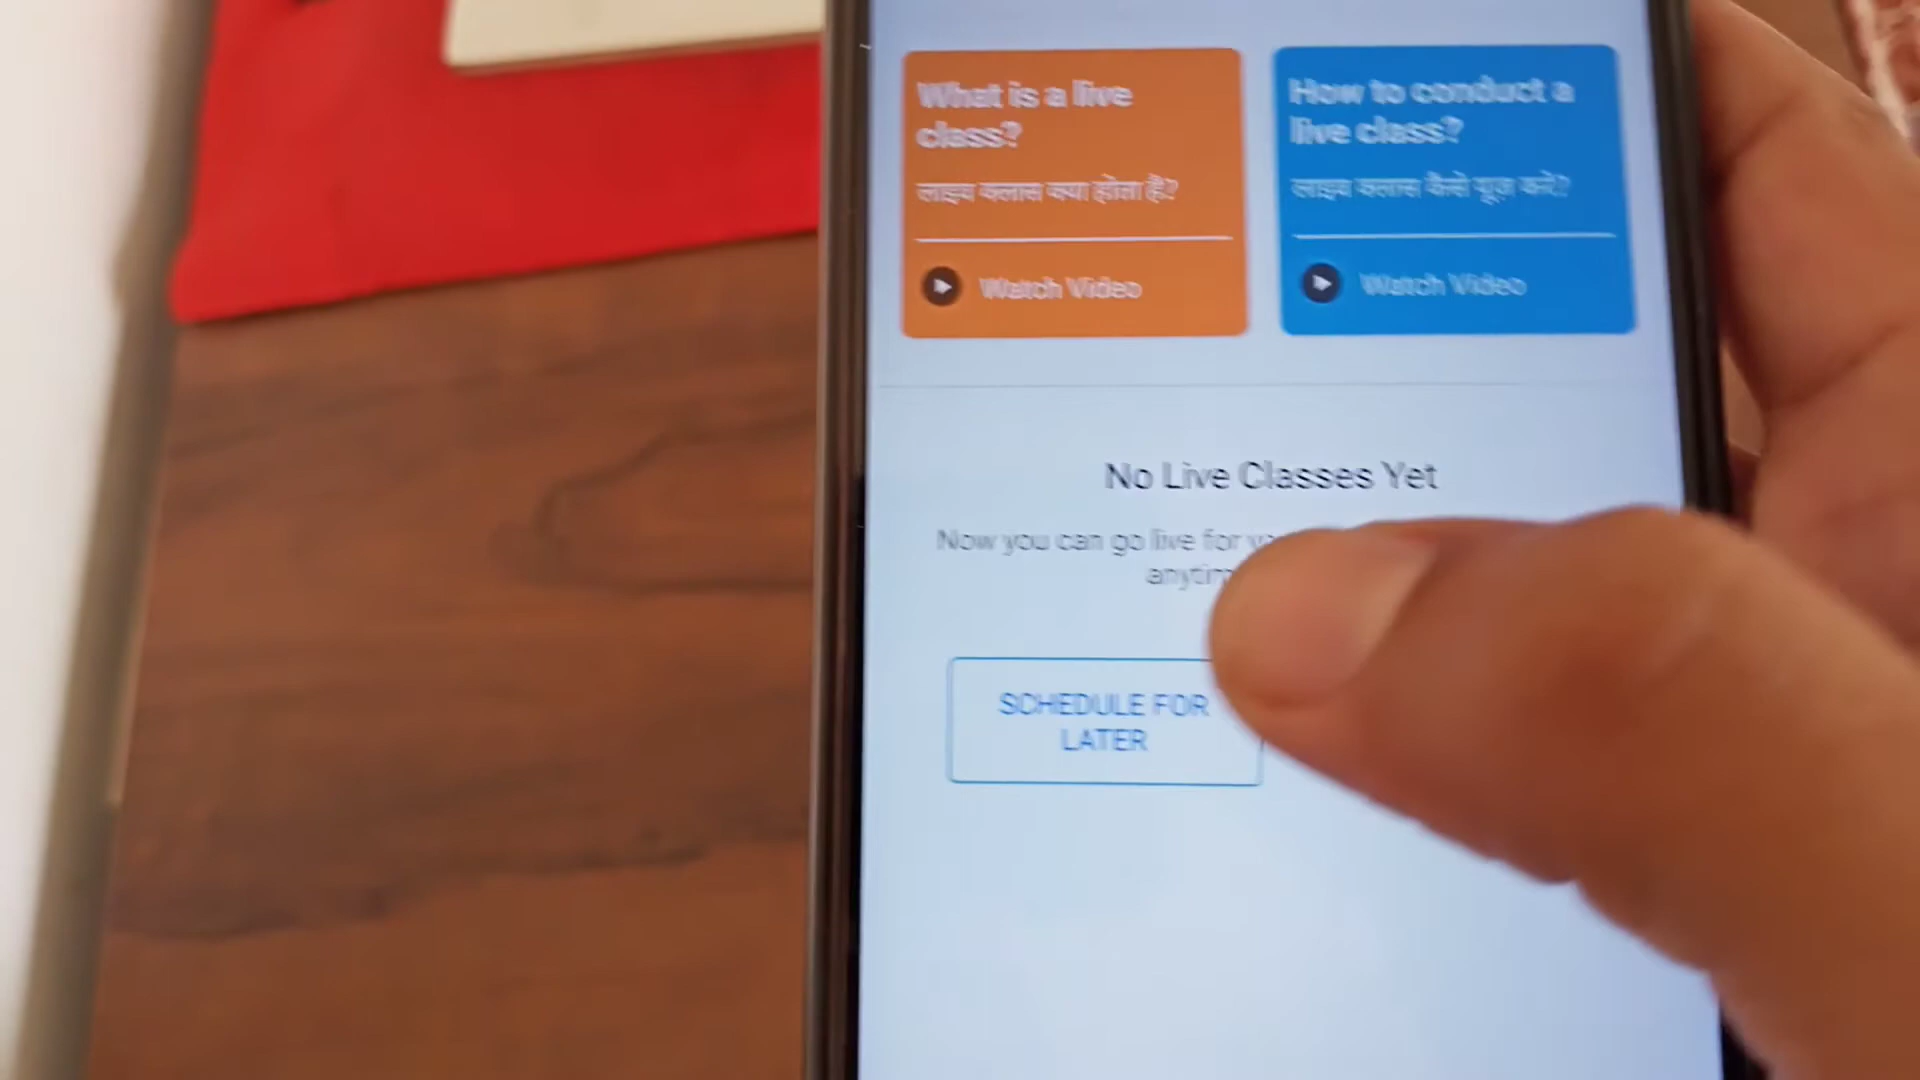 What is a live
class?
लाइव क्लास क्या होता है?
Watch Video
How to conduct a
live class?
लाइव क्लास कैसे यूज़ करे?
Watch Video
No Live Classes Yet
Now you can go live for
SCHEDULE FOR
LATER